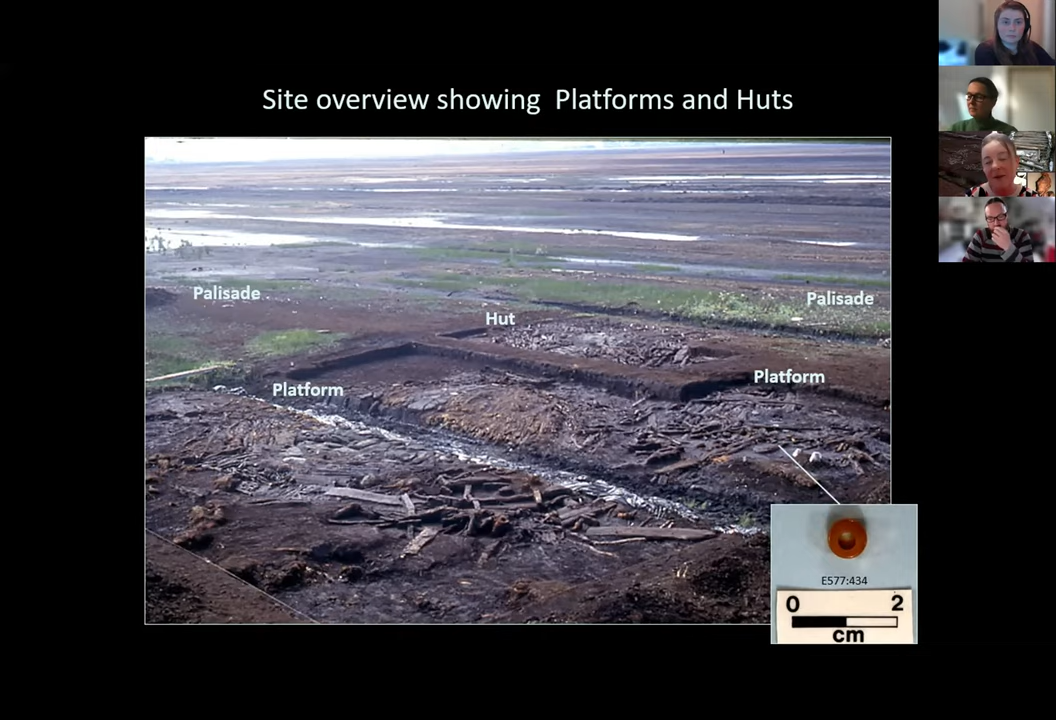 Site overview showing Platforms and Huts
Palisade
Palisade
Hut
Platform
Platform
E577:434
0 2
cm